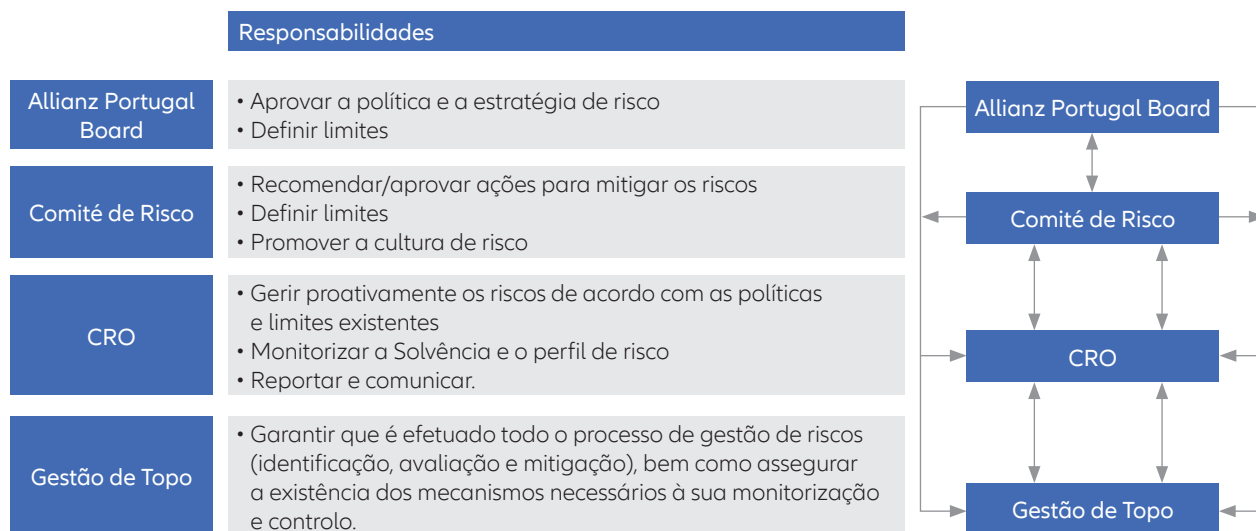 Responsabilidades
Allianz Portugal
Board
• Aprovar a política e a estratégia de risco
• Definir limites
Comité de Risco
• Recomendar/aprovar ações para mitigar os riscos
• Definir limites
• Promover a cultura de risco
CRO
• Gerir proativamente os riscos de acordo com as políticas
e limites existentes
• Monitorizar a Solvência e o perfil de risco
• Reportar e comunicar.
Gestão de Topo
• Garantir que é efetuado todo o processo de gestão de riscos
(identificação, avaliação e mitigação), bem como assegurar
a existência dos mecanismos necessários à sua monitorização
e controlo.
Allianz Portugal Board
Comité de Risco
CRO
Gestão de Topo